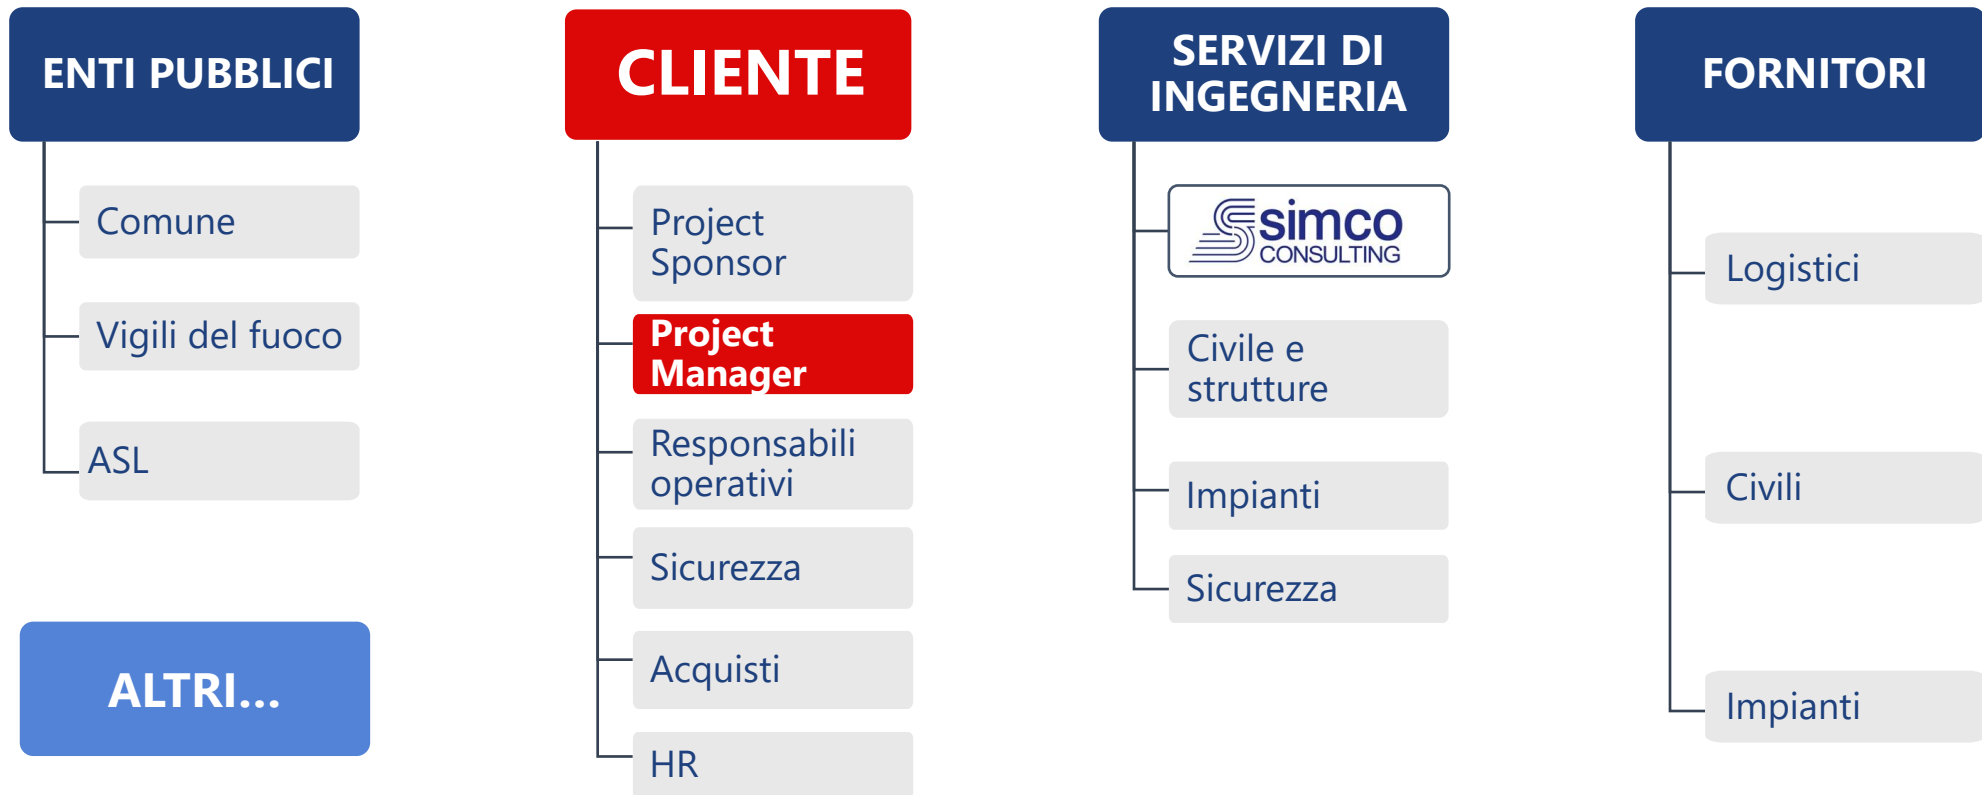 ENTI PUBBLICI
Comune
Vigili del fuoco
ASL
ALTRI...
CLIENTE
Project
Sponsor
Project
Manager
Responsabili
operativi
Sicurezza
Acquisti
HR
SERVIZI DI
INGEGNERIA
simco
CONSULTING
Civile e
strutture
Impianti
Sicurezza
FORNITORI
Logistici
Civili
Impianti